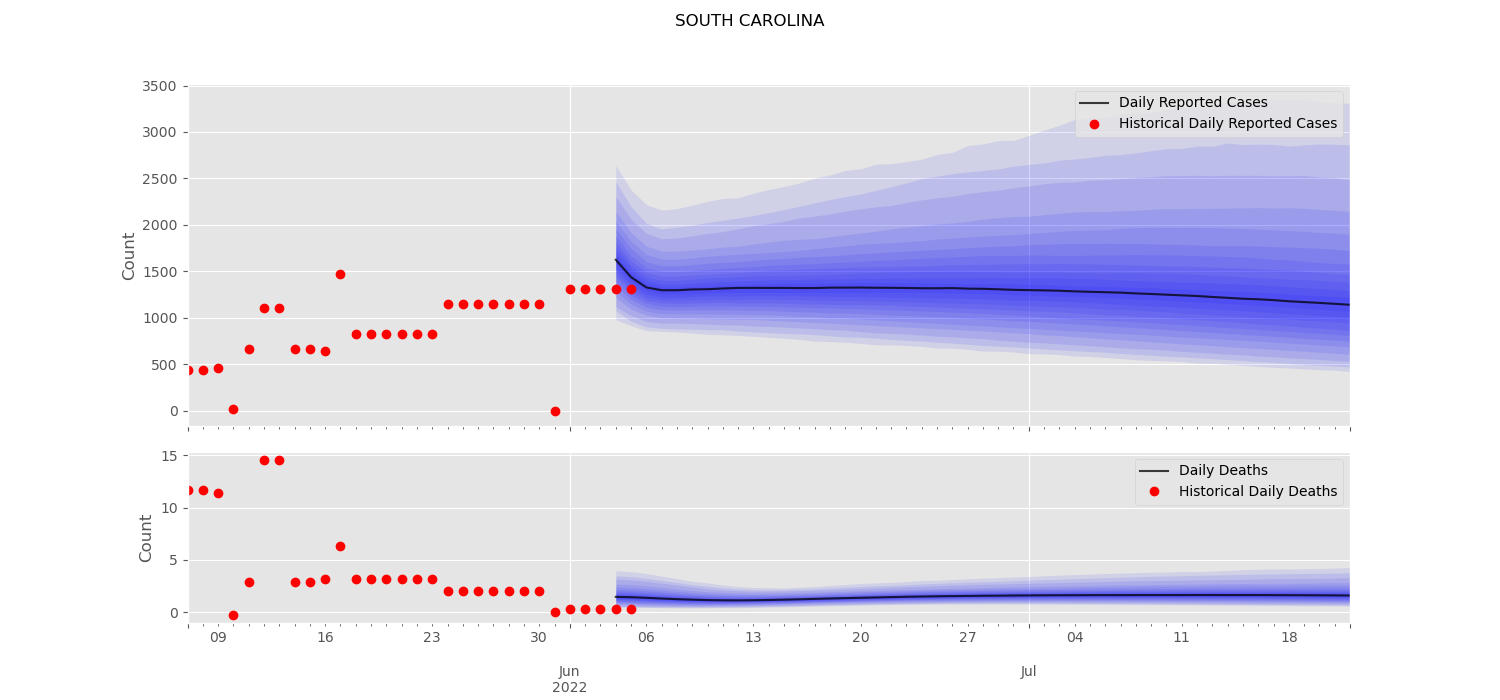 SOUTH CAROLINA
3500
3000
2500
2000
1500
1000
500
0
Count
Daily Reported Cases
Historical Daily Reported Cases
15
10
5
0
Count
Daily Deaths
Historical Daily Deaths
09 16 23 30 06 13 20 27 04 11 18
Jun Jul
2022